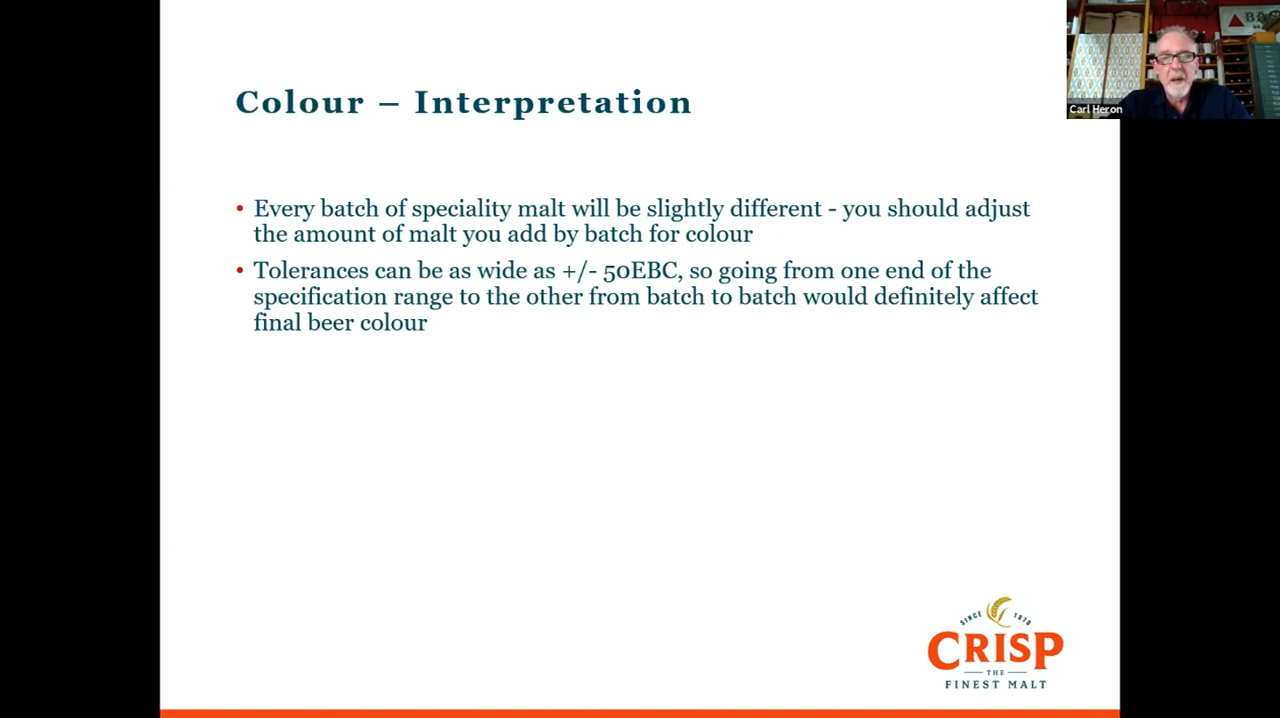 Colour – Interpretation
• Every batch of speciality malt will be slightly different - you should adjust
the amount of malt you add by batch for colour
• Tolerances can be as wide as +/- 50EBC, so going from one end of the
specification range to the other from batch to batch would definitely affect
final beer colour
Carl Heron
SINCE 1870
CRISP
THE
FINEST MALT